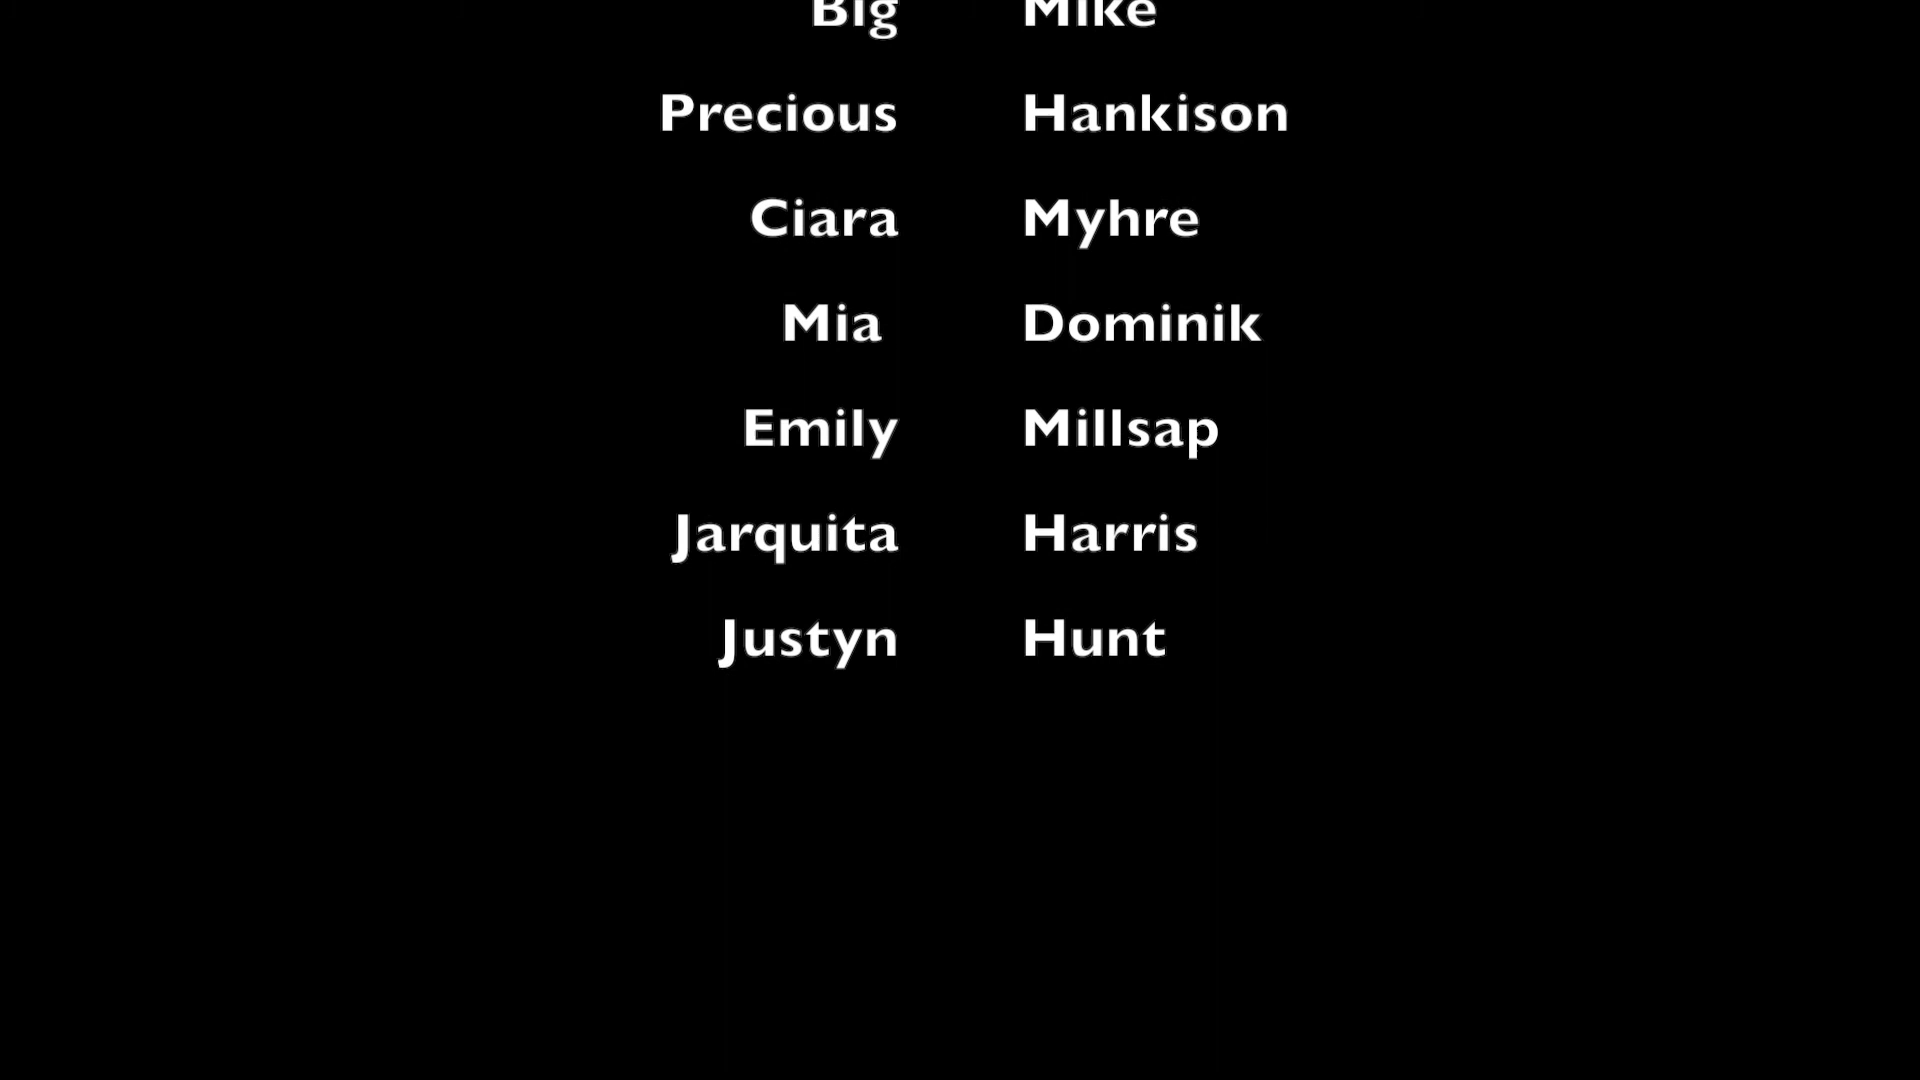 Big Mike
Precious Hankison
Ciara Myhre
Mia Dominik
Emily Millsap
Jarquita Harris
Justyn Hunt